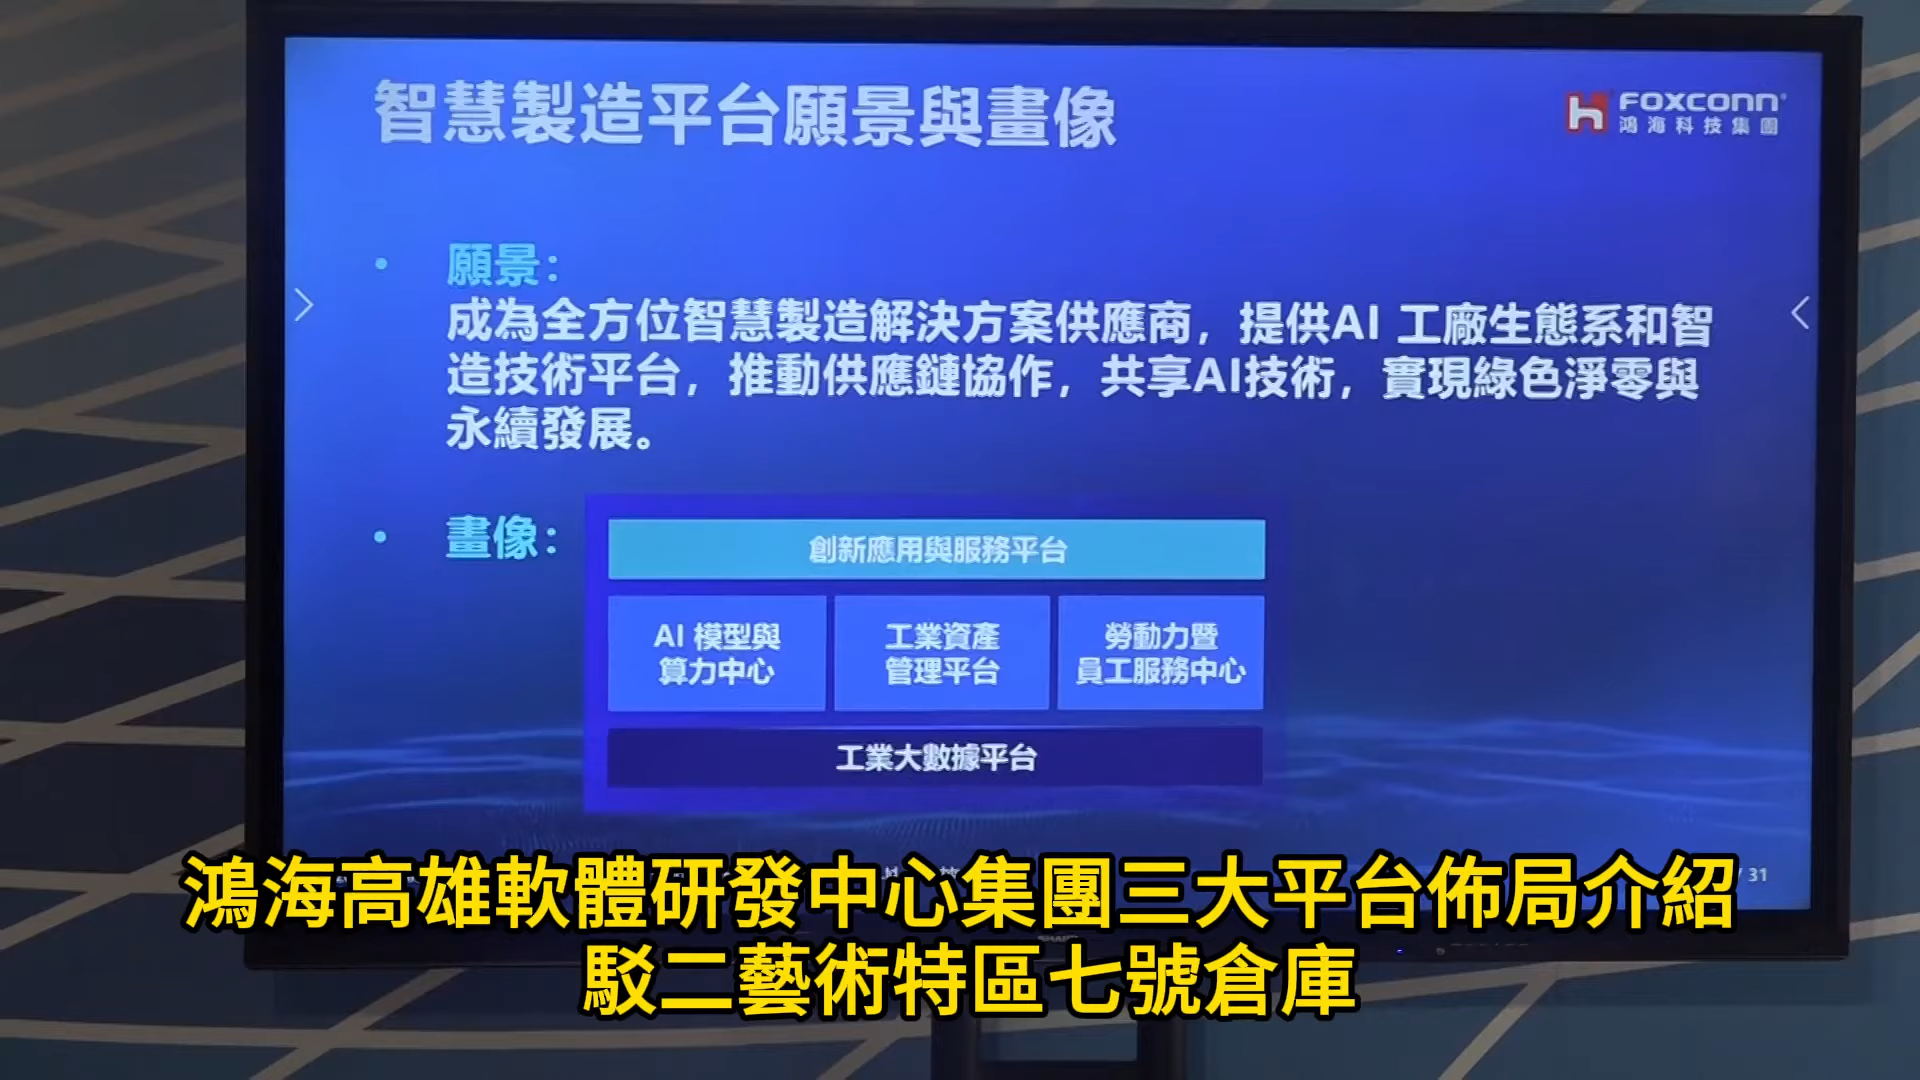 智慧製造平台願景與畫像
FOXCONN
鴻海科技集團
• 願景：
成為全方位智慧製造解決方案供應商，提供AI 工廠生態系和智
造技術平台，推動供應鏈協作，共享AI技術，實現綠色淨零與
永續發展。
• 畫像：
創新應用與服務平台
AI 模型與
算力中心
工業資產
管理平台
勞動力暨
員工服務中心
工業大數據平台
31
鴻海高雄軟體研發中心集團三大平台佈局介紹
駁二藝術特區七號倉庫